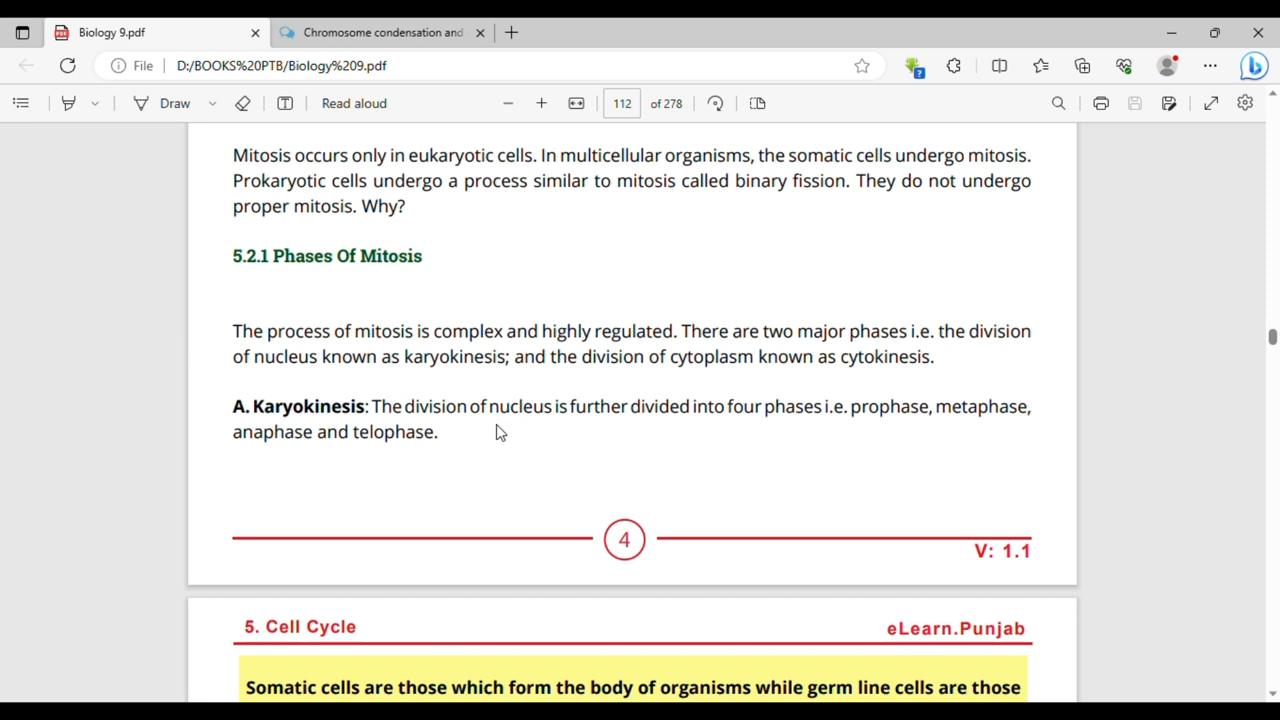 Biology 9.pdf
Chromosome condensation and
File
D:/BOOKS%20PTB/Biology%209.pdf
Draw
Read aloud
112 of 278
Mitosis occurs only in eukaryotic cells. In multicellular organisms, the somatic cells undergo mitosis.
Prokaryotic cells undergo a process similar to mitosis called binary fission. They do not undergo
proper mitosis. Why?
5.2.1 Phases Of Mitosis
The process of mitosis is complex and highly regulated. There are two major phases i.e. the division
of nucleus known as karyokinesis; and the division of cytoplasm known as cytokinesis.
A. Karyokinesis: The division of nucleus is further divided into four phases i.e. prophase, metaphase,
anaphase and telophase.
4
V: 1.1
5. Cell Cycle
eLearn.Punjab
Somatic cells are those which form the body of organisms while germ line cells are those